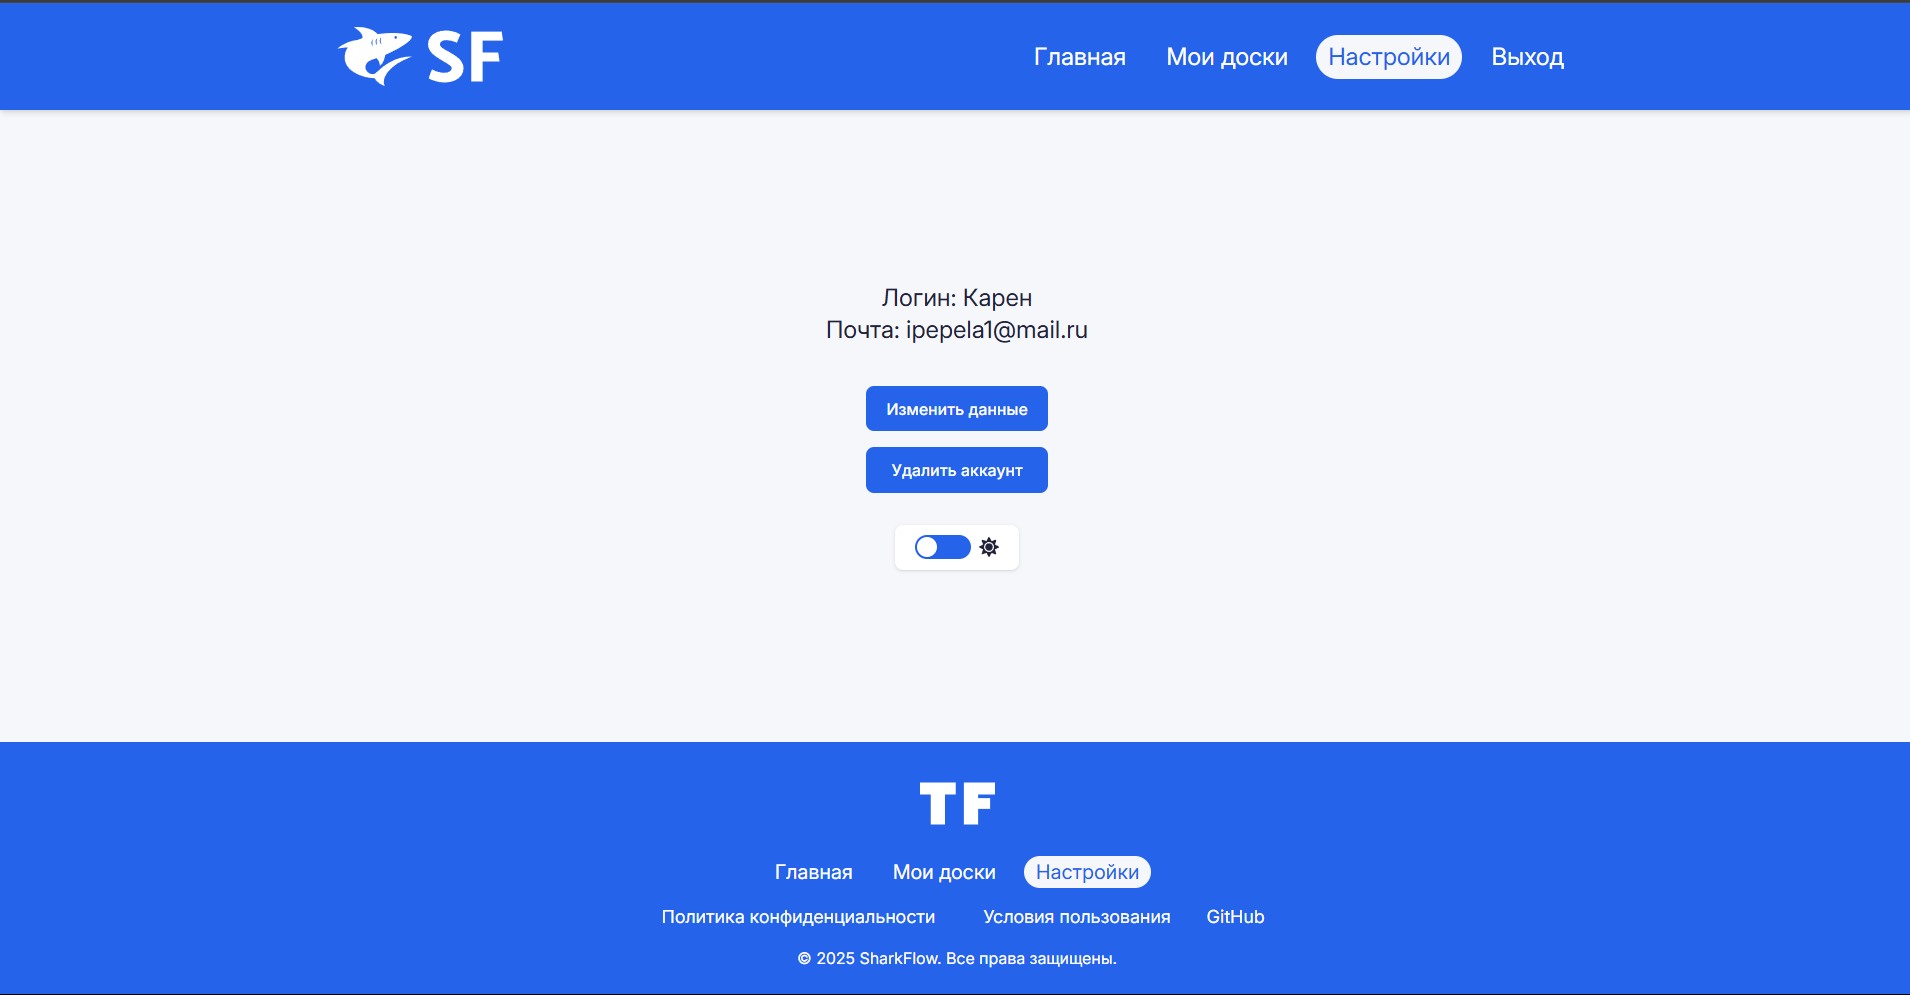 SF
Главная Мои доски Настройки Выход
Логин: Карен
Почта: ipepela1@mail.ru
Изменить данные
Удалить аккаунт
TF
Главная Мои доски Настройки
Политика конфиденциальности Условия пользования GitHub
© 2025 SharkFlow. Все права защищены.